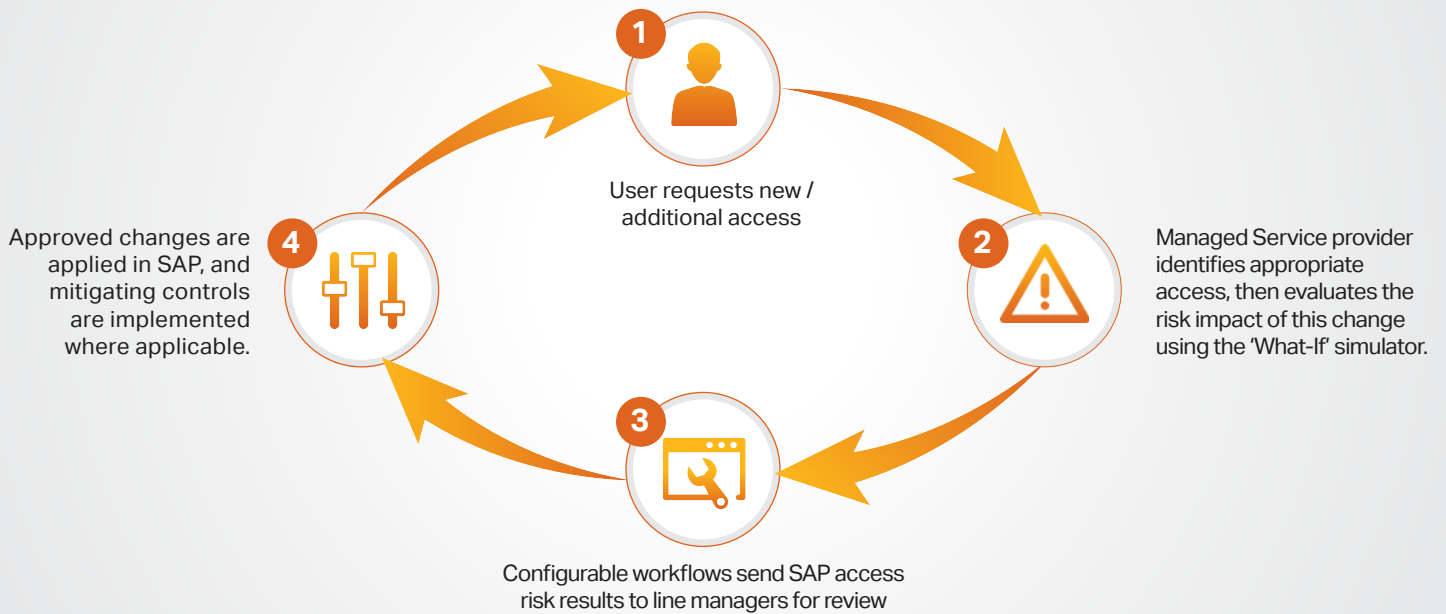 1
User requests new /
additional access
2
Managed Service provider
identifies appropriate
access, then evaluates the
risk impact of this change
using the ‘What-If’ simulator.
3
Configurable workflows send SAP access
risk results to line managers for review
4
Approved changes are
applied in SAP, and
mitigating controls
are implemented
where applicable.